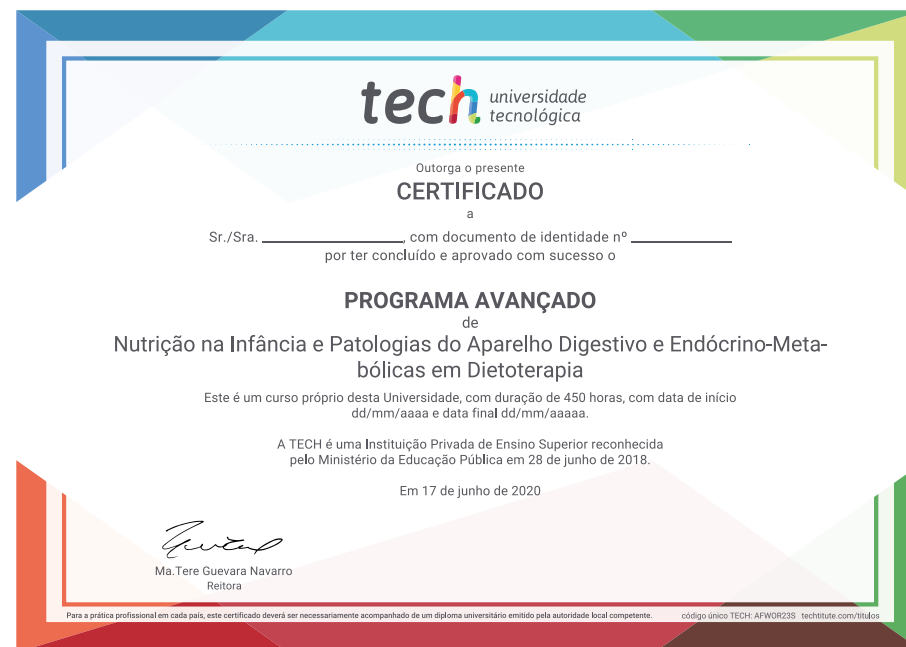 tech universidade
tecnológica
Outorga o presente
CERTIFICADO
a
Sr./Sra. ________________, com documento de identidade nº ____________
por ter concluído e aprovado com sucesso o
PROGRAMA AVANÇADO
de
Nutrição na Infância e Patologias do Aparelho Digestivo e Endócrino-Meta-
bólicas em Dietoterapia
Este é um curso próprio desta Universidade, com duração de 450 horas, com data de início
dd/mm/aaaa e data final dd/mm/aaaaa.
A TECH é uma Instituição Privada de Ensino Superior reconhecida
pelo Ministério da Educação Pública em 28 de junho de 2018.
Em 17 de junho de 2020
Ma.Tere Guevara Navarro
Reitora
Para a prática profissional em cada país, este certificado deverá ser necessariamente acompanhado de um diploma universitário emitido pela autoridade local competente. código único TECH: AFWOR23S techtitute.com/titulos